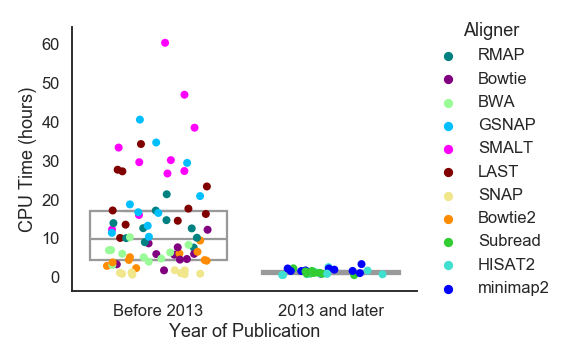 Aligner
RMAP
Bowtie
BWA
GSNAP
SMALT
LAST
SNAP
Bowtie2
Subread
HISAT2
minimap2
CPU Time (hours)
60
50
40
30
20
10
0
Before 2013
2013 and later
Year of Publication